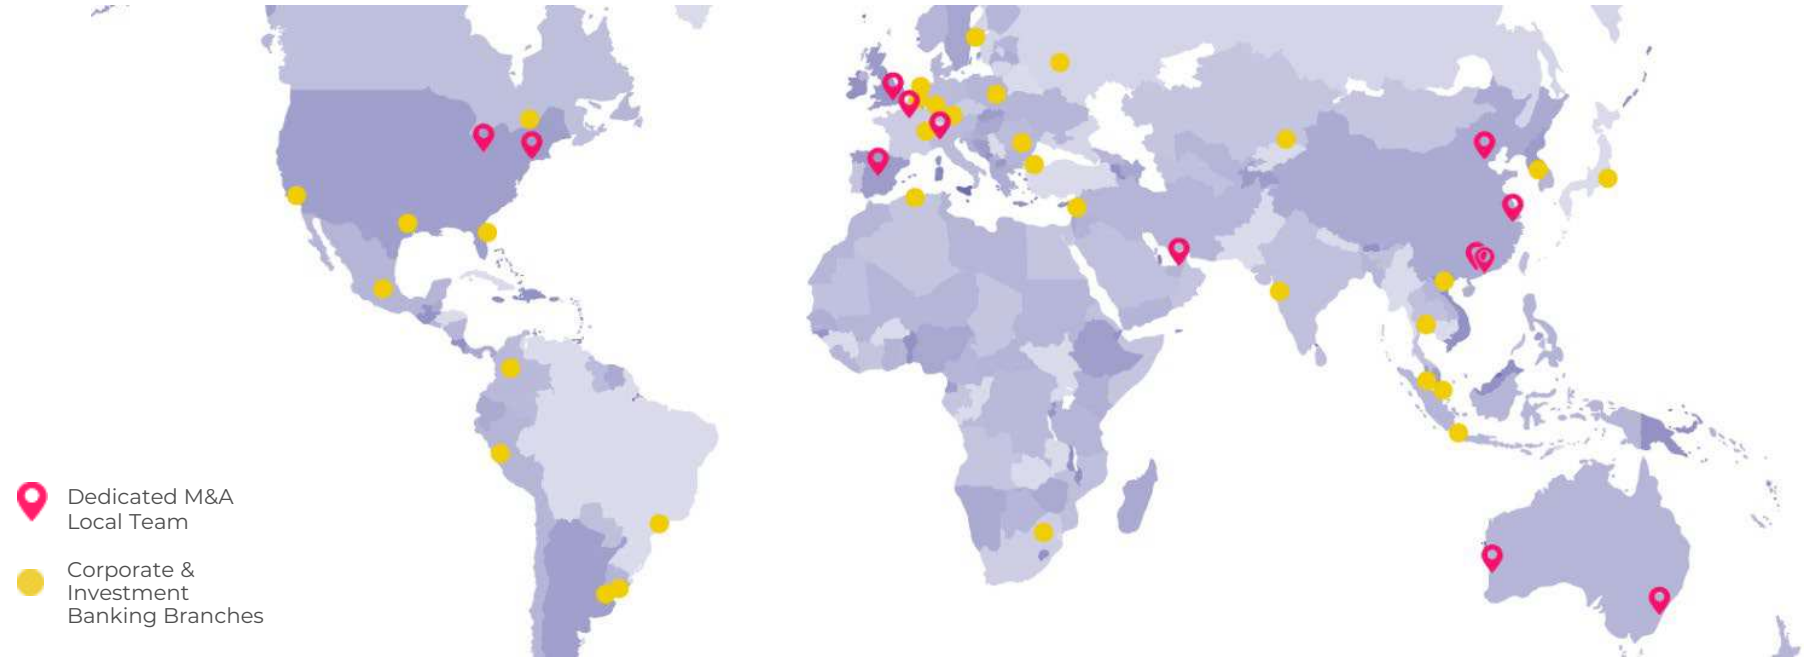 Dedicated M&A
Local Team
Corporate &
Investment
Banking Branches